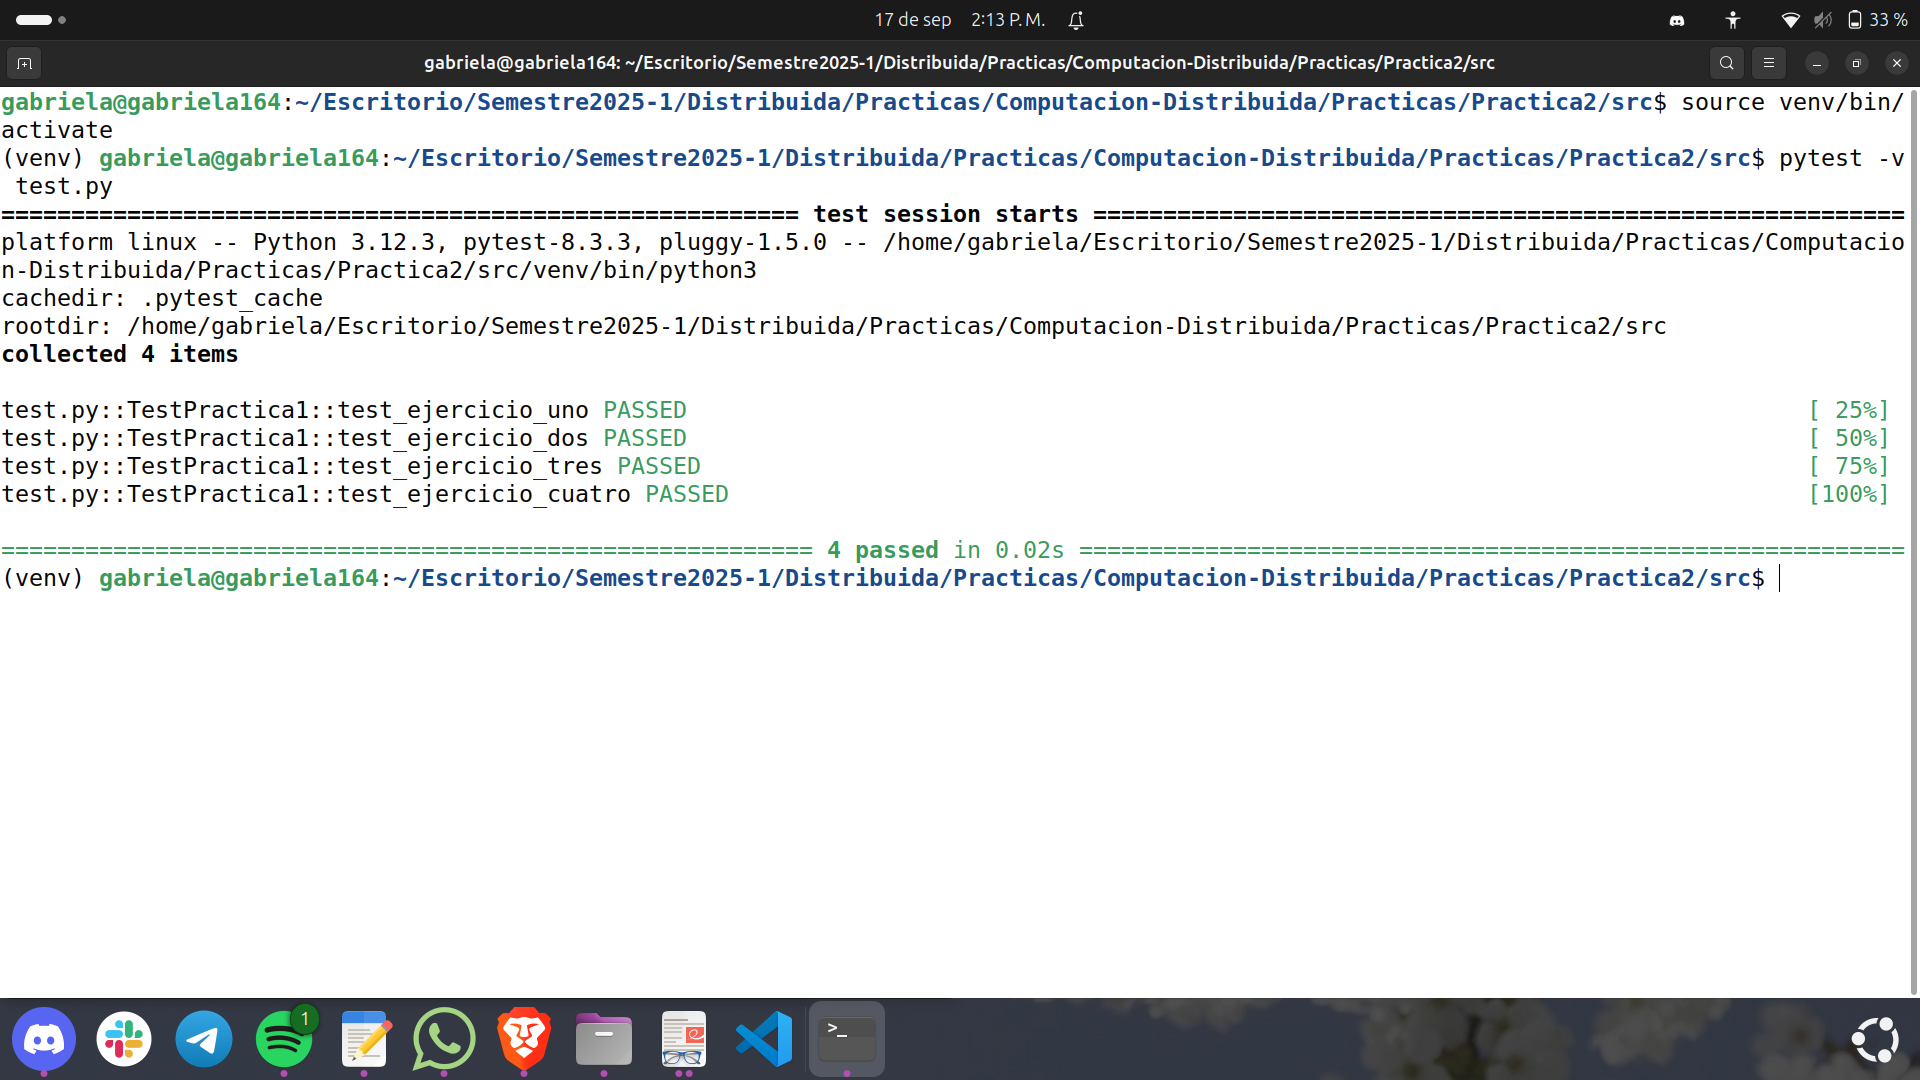 17 de sep 2:13 P. M. 33 %
gabriela@gabriela164: ~/Escritorio/Semestre2025-1/Distribuida/Practicas/Computacion-Distribuida/Practicas/Practica2/src
gabriela@gabriela164:~/Escritorio/Semestre2025-1/Distribuida/Practicas/Computacion-Distribuida/Practicas/Practica2/src$ source venv/bin/
activate
(venv) gabriela@gabriela164:~/Escritorio/Semestre2025-1/Distribuida/Practicas/Computacion-Distribuida/Practicas/Practica2/src$ pytest -v
test.py
========================================================= test session starts ==========================================================
platform linux -- Python 3.12.3, pytest-8.3.3, pluggy-1.5.0 -- /home/gabriela/Escritorio/Semestre2025-1/Distribuida/Practicas/Computacio
n-Distribuida/Practicas/Practica2/src/venv/bin/python3
cachedir: .pytest_cache
rootdir: /home/gabriela/Escritorio/Semestre2025-1/Distribuida/Practicas/Computacion-Distribuida/Practicas/Practica2/src
collected 4 items
test.py::TestPractica1::test_ejercicio_uno PASSED [ 25%]
test.py::TestPractica1::test_ejercicio_dos PASSED [ 50%]
test.py::TestPractica1::test_ejercicio_tres PASSED [ 75%]
test.py::TestPractica1::test_ejercicio_cuatro PASSED [100%]
========================================================== 4 passed in 0.02s ===========================================================
(venv) gabriela@gabriela164:~/Escritorio/Semestre2025-1/Distribuida/Practicas/Computacion-Distribuida/Practicas/Practica2/src$
1
>_